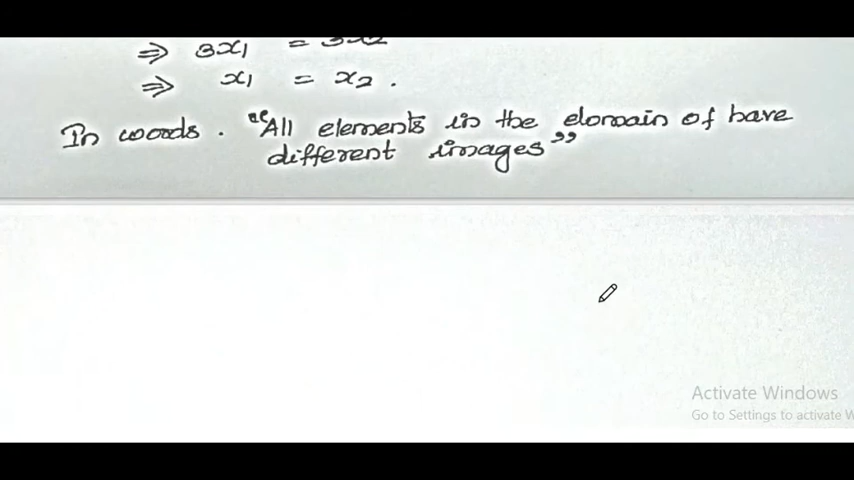 ⇒ 3x₁ = 3x₂
⇒ x₁ = x₂ .
In words . "All elements in the domain of have
different images"
Activate Windows
Go to Settings to activate W